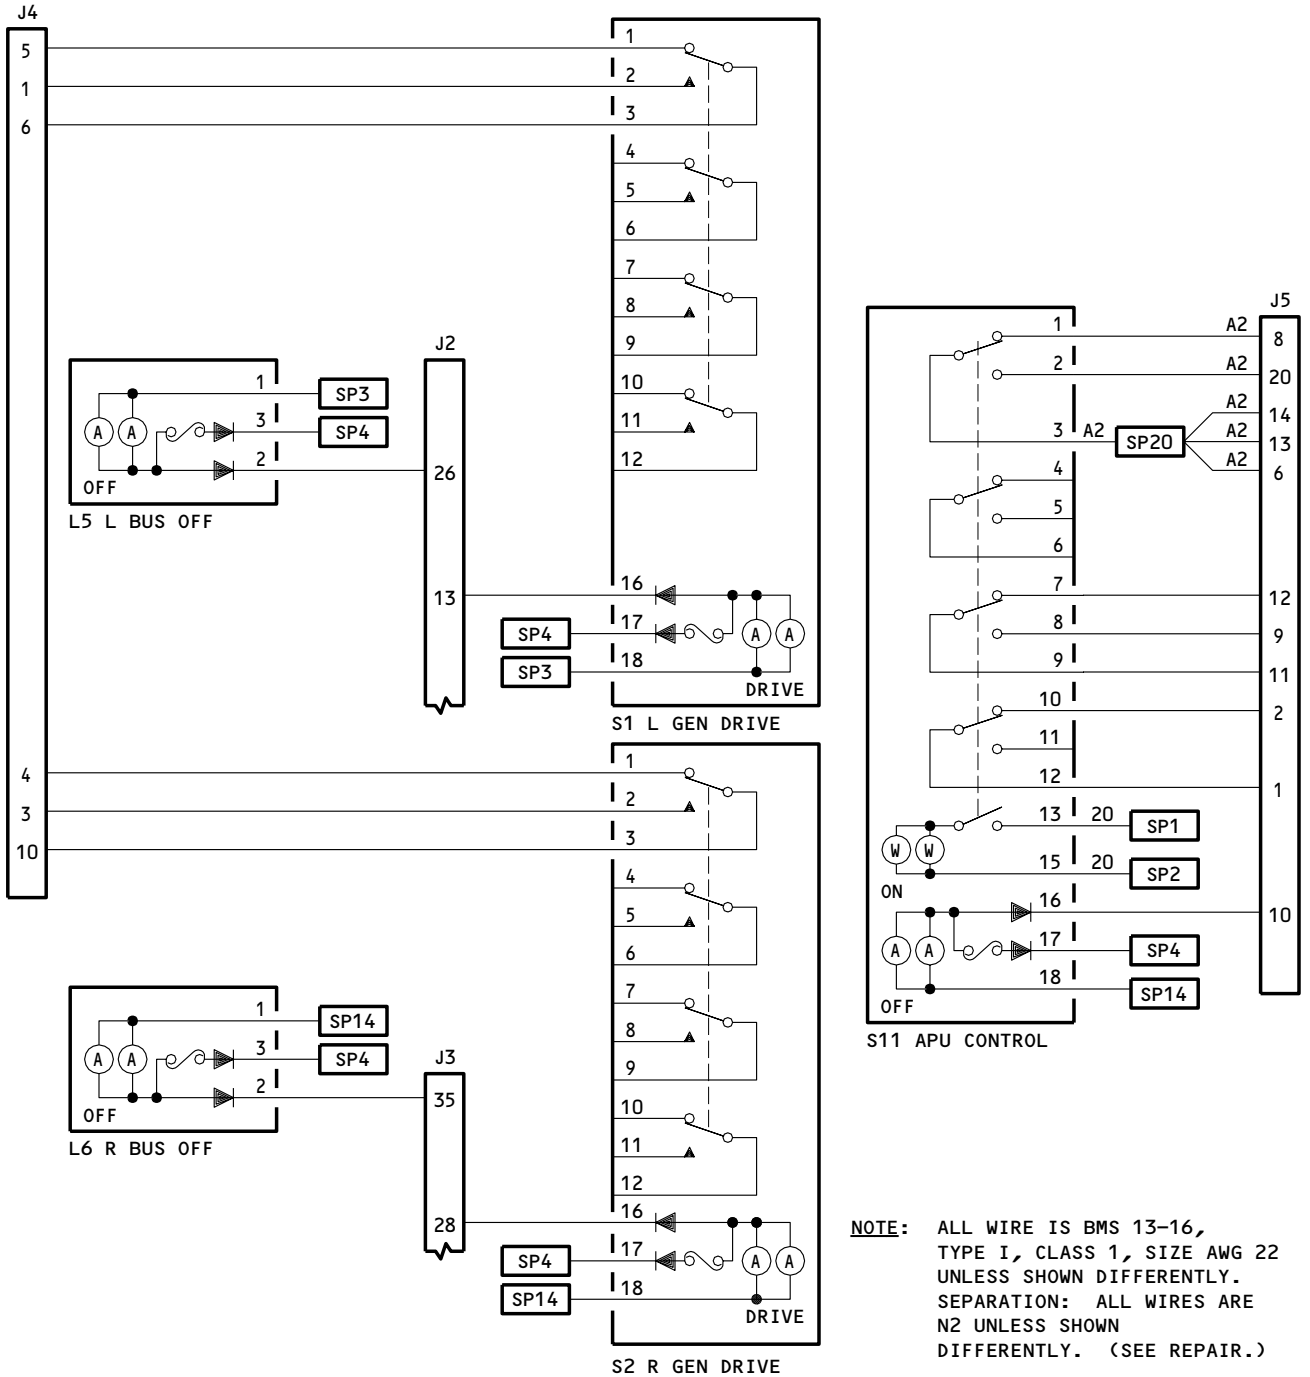 J4
5
1
6
4
3
10
1
2
3
4
5
6
7
8
9
10
11
12
16
17
18
DRIVE
S1 L GEN DRIVE
SP4
SP3
J2
26
13
1
3
2
SP3
SP4
A
A
OFF
L5 L BUS OFF
A
A
1
2
3
4
5
6
7
8
9
10
11
12
16
17
18
A
A
DRIVE
S2 R GEN DRIVE
SP4
SP14
J3
35
28
1
3
2
SP14
SP4
A
A
OFF
L6 R BUS OFF
J5
1
A2
8
2
A2
20
A2
14
3
A2
SP20
A2
13
A2
6
4
5
6
7
12
8
9
9
11
10
2
11
12
1
13
20
SP1
W
W
15
20
SP2
ON
16
10
A
A
17
SP4
18
SP14
OFF
S11 APU CONTROL
NOTE: ALL WIRE IS BMS 13-16,
TYPE I, CLASS 1, SIZE AWG 22
UNLESS SHOWN DIFFERENTLY.
SEPARATION: ALL WIRES ARE
N2 UNLESS SHOWN
DIFFERENTLY. (SEE REPAIR.)